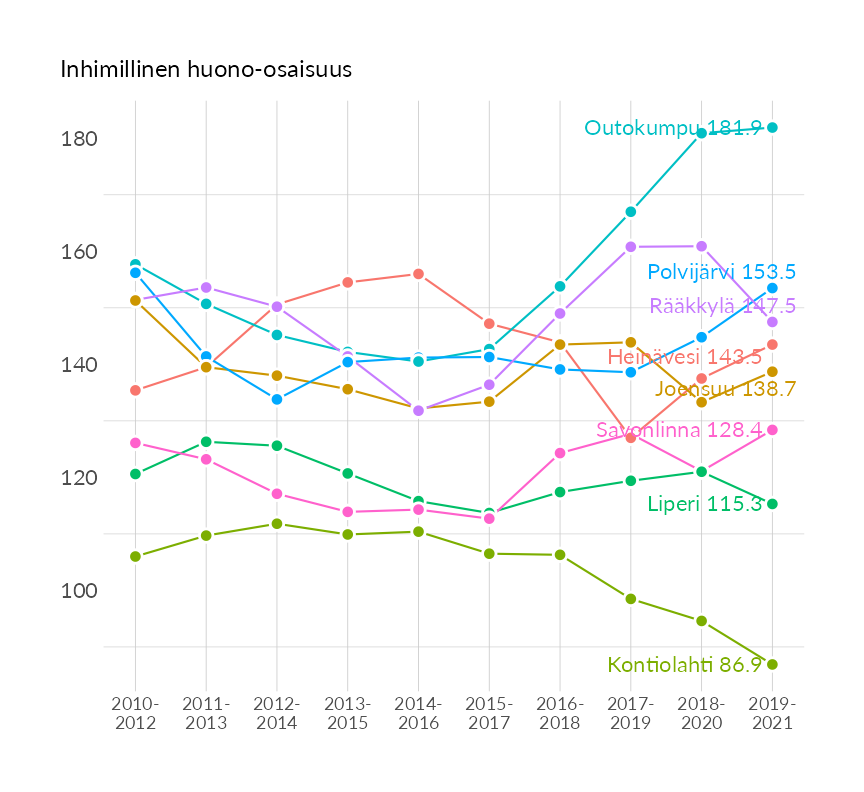 Inhimillinen huono-osaisuus
180
160
140
120
100
Outokumpu 181.9
Polvijärvi 153.5
Rääkkylä 147.5
Heinävesi 143.5
Joensuu 138.7
Savonlinna 128.4
Liperi 115.3
Kontiolahti 86.9
2010-
2012
2011-
2013
2012-
2014
2013-
2015
2014-
2016
2015-
2017
2016-
2018
2017-
2019
2018-
2020
2019-
2021